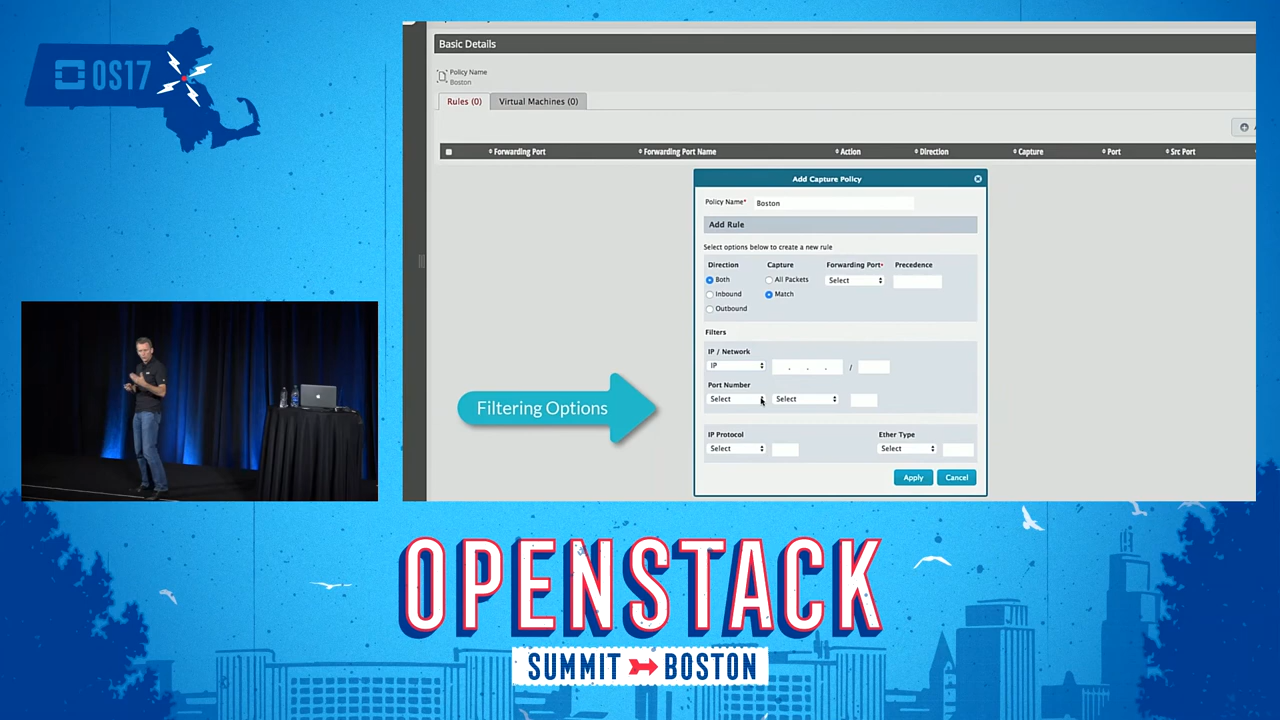 OS17
Basic Details
Policy Name
Boston
Rules (0)
Virtual Machines (0)
Forwarding Port
Forwarding Port Name
Action
Direction
Capture
Port
Src Port
Add Capture Policy
Policy Name*
Boston
Add Rule
Select options below to create a new rule
Direction
Capture
Forwarding Port*
Precedence
Both
All Packets
Select
Inbound
Match
Outbound
Filters
IP / Network
IP
. . . /
Port Number
Select
Select
Filtering Options
IP Protocol
Ether Type
Select
Select
Apply
Cancel
OPENSTACK
SUMMIT BOSTON